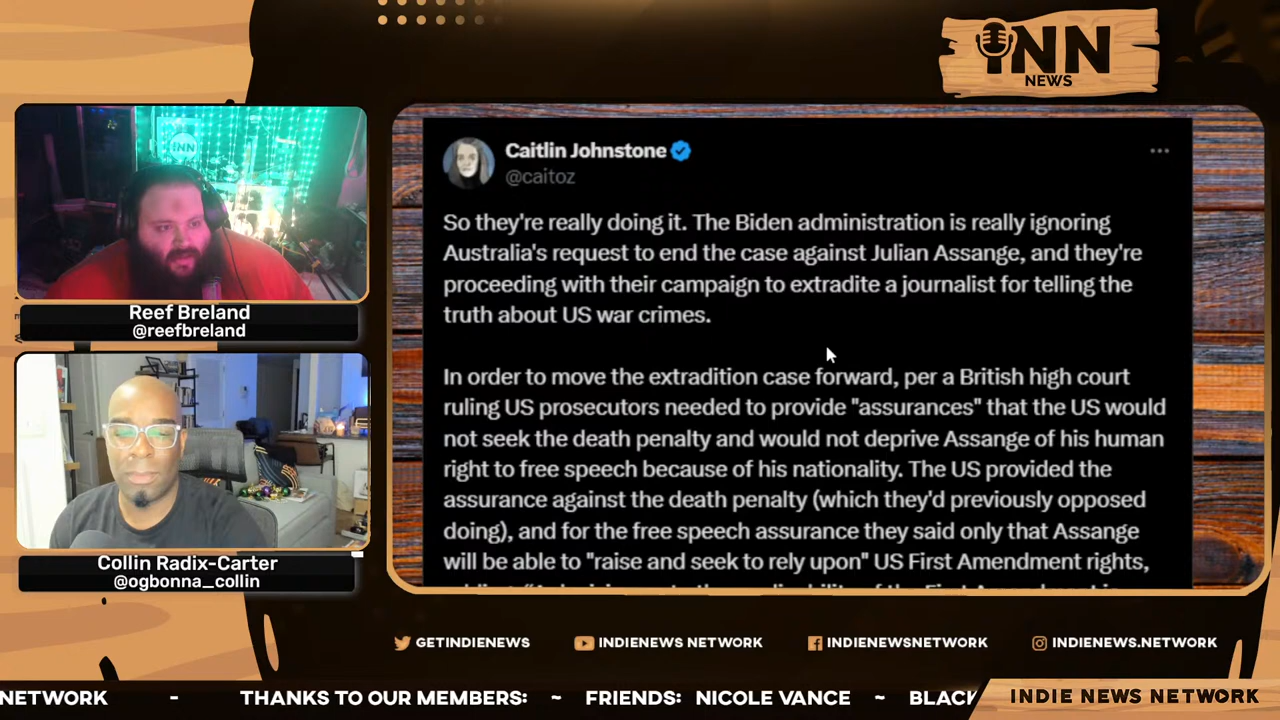 INN
NEWS
INN
Reef Breland
@reefbreland
Collin Radix-Carter
@ogbonna_collin
Caitlin Johnstone
@caitoz
So they're really doing it. The Biden administration is really ignoring
Australia's request to end the case against Julian Assange, and they're
proceeding with their campaign to extradite a journalist for telling the
truth about US war crimes.
In order to move the extradition case forward, per a British high court
ruling US prosecutors needed to provide "assurances" that the US would
not seek the death penalty and would not deprive Assange of his human
right to free speech because of his nationality. The US provided the
assurance against the death penalty (which they'd previously opposed
doing), and for the free speech assurance they said only that Assange
will be able to "raise and seek to rely upon" US First Amendment rights,
GETINDIENEWS
INDIENEWS NETWORK
INDIENEWSNETWORK
INDIENEWS.NETWORK
NETWORK - THANKS TO OUR MEMBERS: ~ FRIENDS: NICOLE VANCE ~ BLACK
INDIE NEWS NETWORK